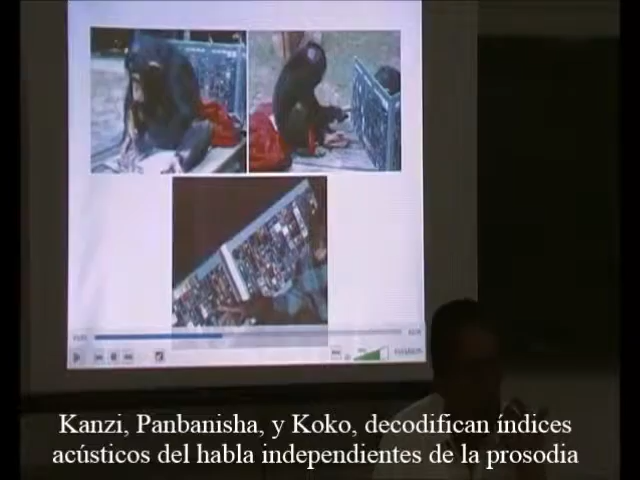 Kanzi, Panbanisha, y Koko, decodifican índices
acústicos del habla independientes de la prosodia